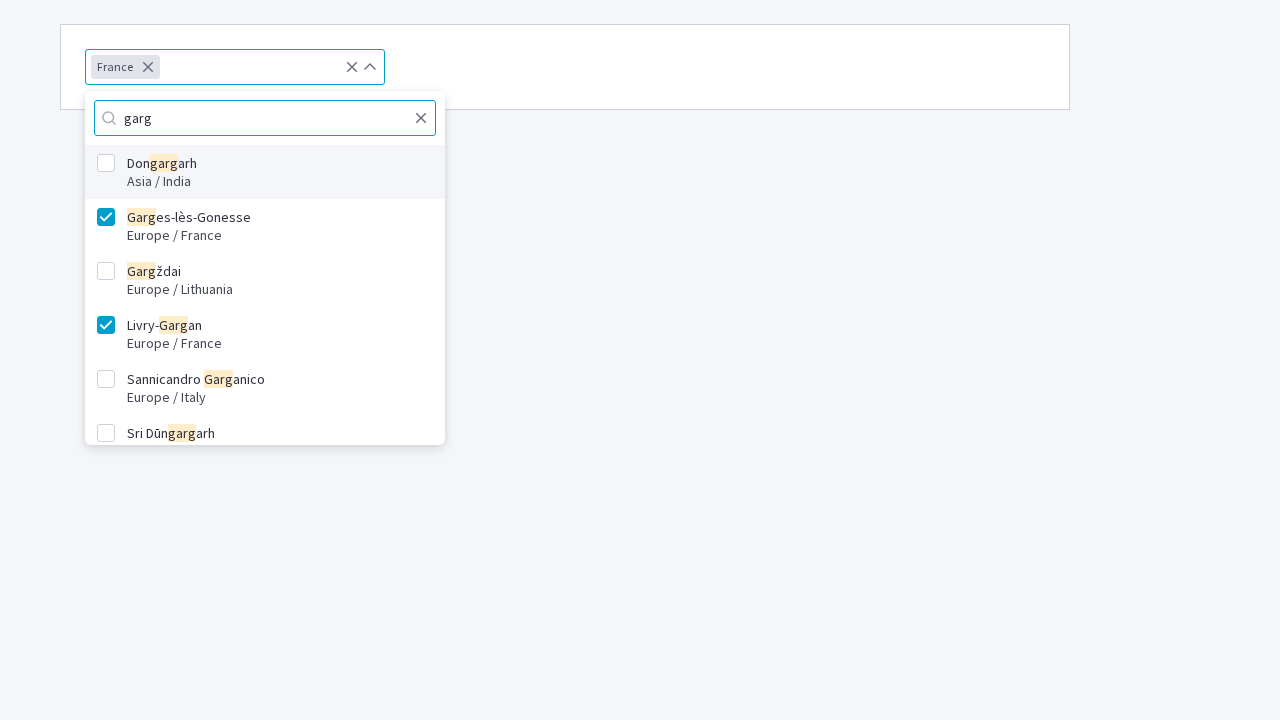 France
garg
Dongargarh
Asia / India
Garges-lès-Gonesse
Europe / France
Gargždai
Europe / Lithuania
Livry-Gargan
Europe / France
Sannicandro Garganico
Europe / Italy
Sri Dūngargarh